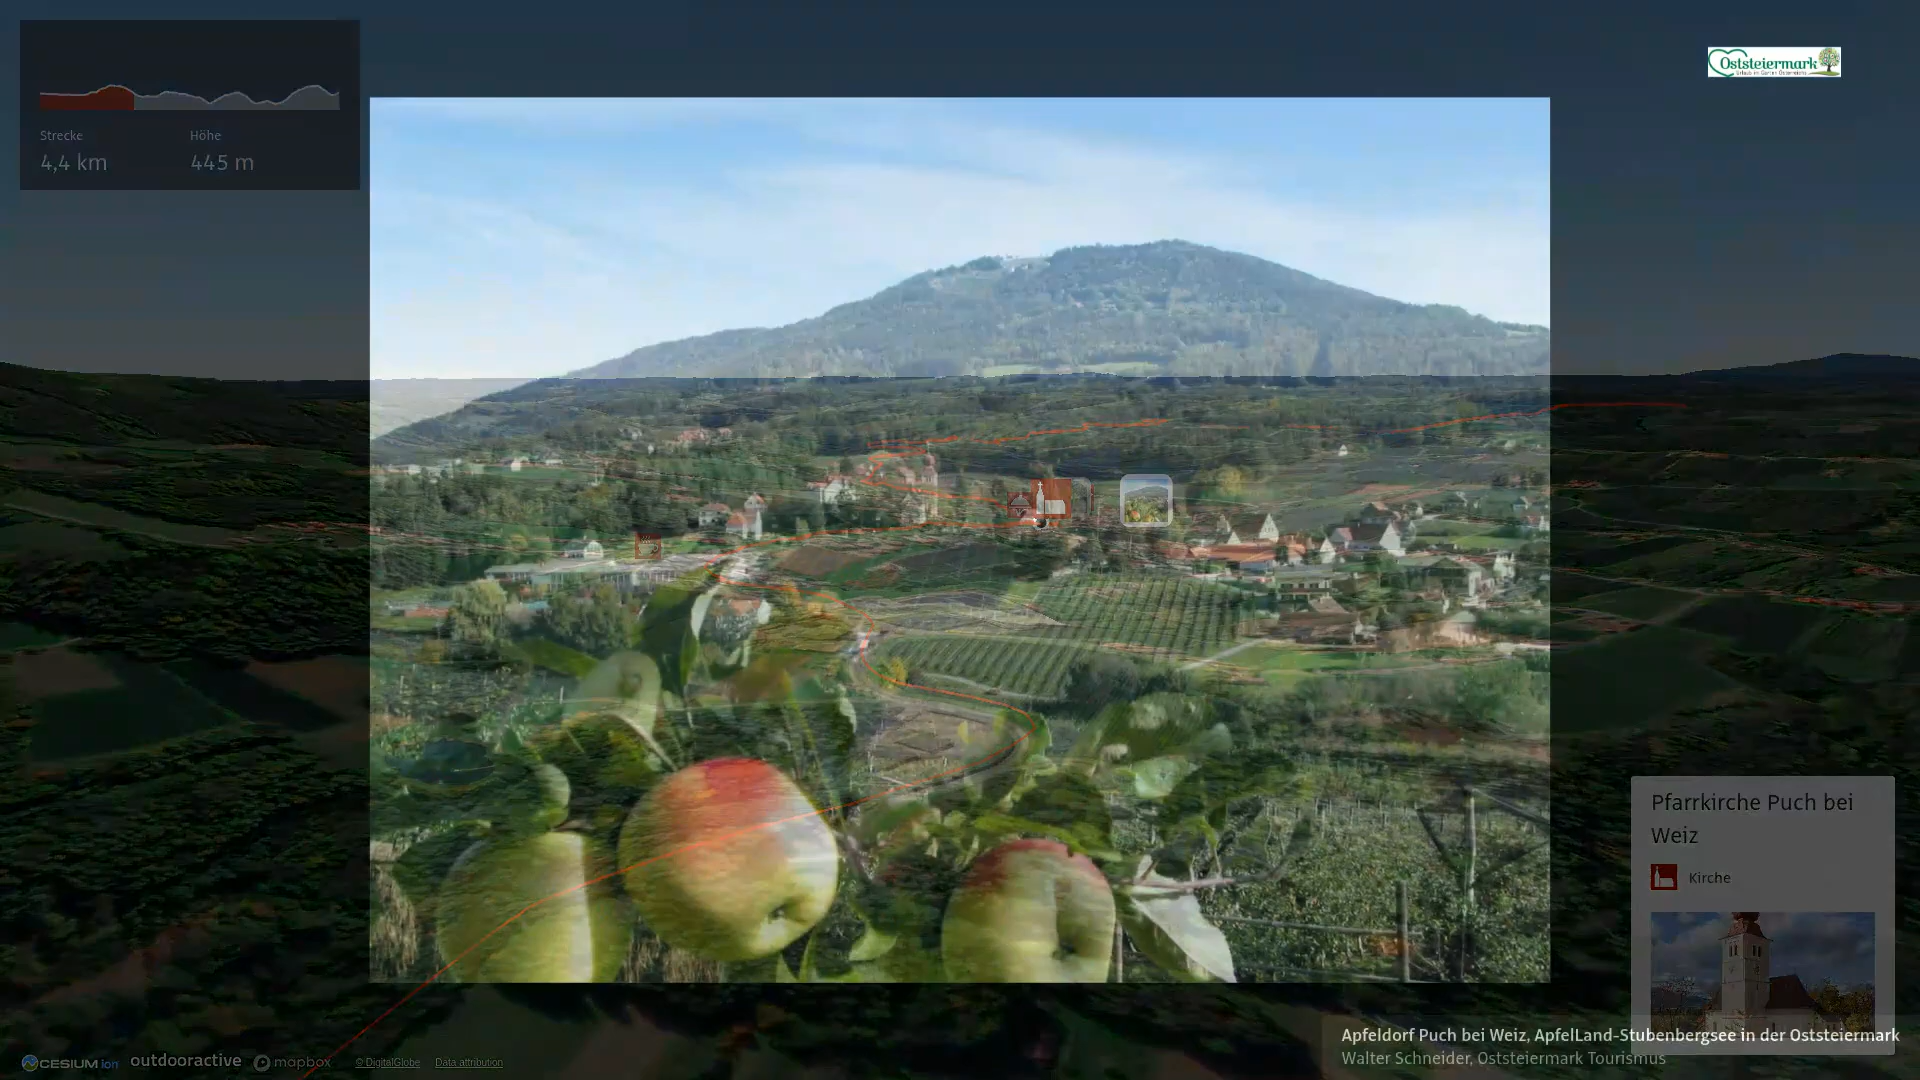 Strecke Höhe
4,4 km 445 m
Oststeiermark
Pfarrkirche Puch bei
Weiz
Kirche
Apfeldorf Puch bei Weiz, ApfelLand-Stubenbergsee in der Oststeiermark
Walter Schneider, Oststeiermark Tourismus
CESIUM ion outdooractive mapbox © DigitalGlobe Data attribution